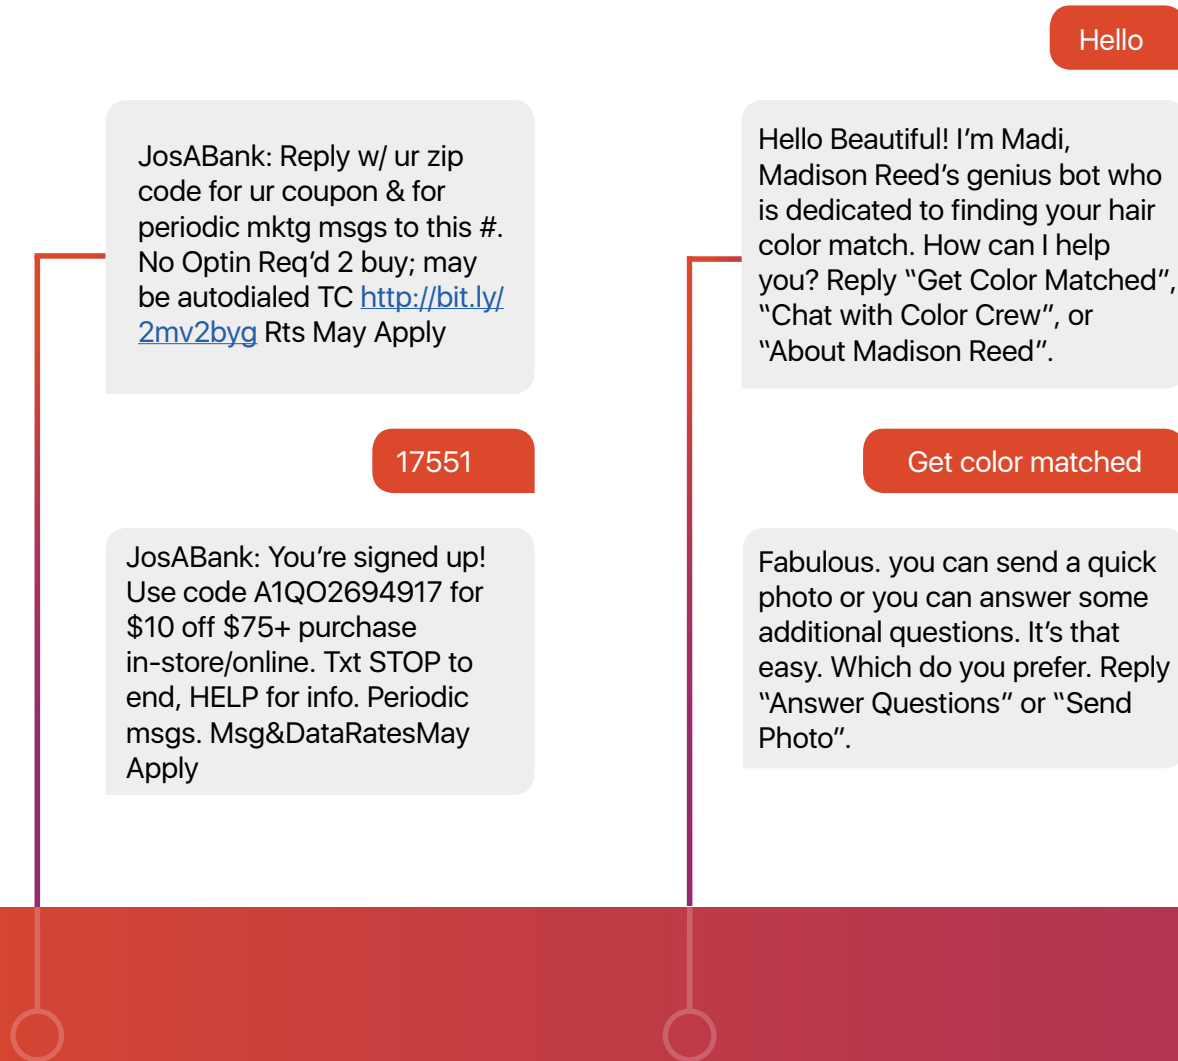 JosABank: Reply w/ ur zip
code for ur coupon & for
periodic mktg msgs to this #.
No Optin Req’d 2 buy; may
be autodialed TC http://bit.ly/
2mv2byg Rts May Apply
17551
JosABank: You’re signed up!
Use code A1QO2694917 for
$10 off $75+ purchase
in-store/online. Txt STOP to
end, HELP for info. Periodic
msgs. Msg&DataRatesMay
Apply
Hello
Hello Beautiful! I’m Madi,
Madison Reed’s genius bot who
is dedicated to finding your hair
color match. How can I help
you? Reply “Get Color Matched”,
“Chat with Color Crew”, or
“About Madison Reed”.
Get color matched
Fabulous. you can send a quick
photo or you can answer some
additional questions. It’s that
easy. Which do you prefer. Reply
“Answer Questions” or “Send
Photo”.